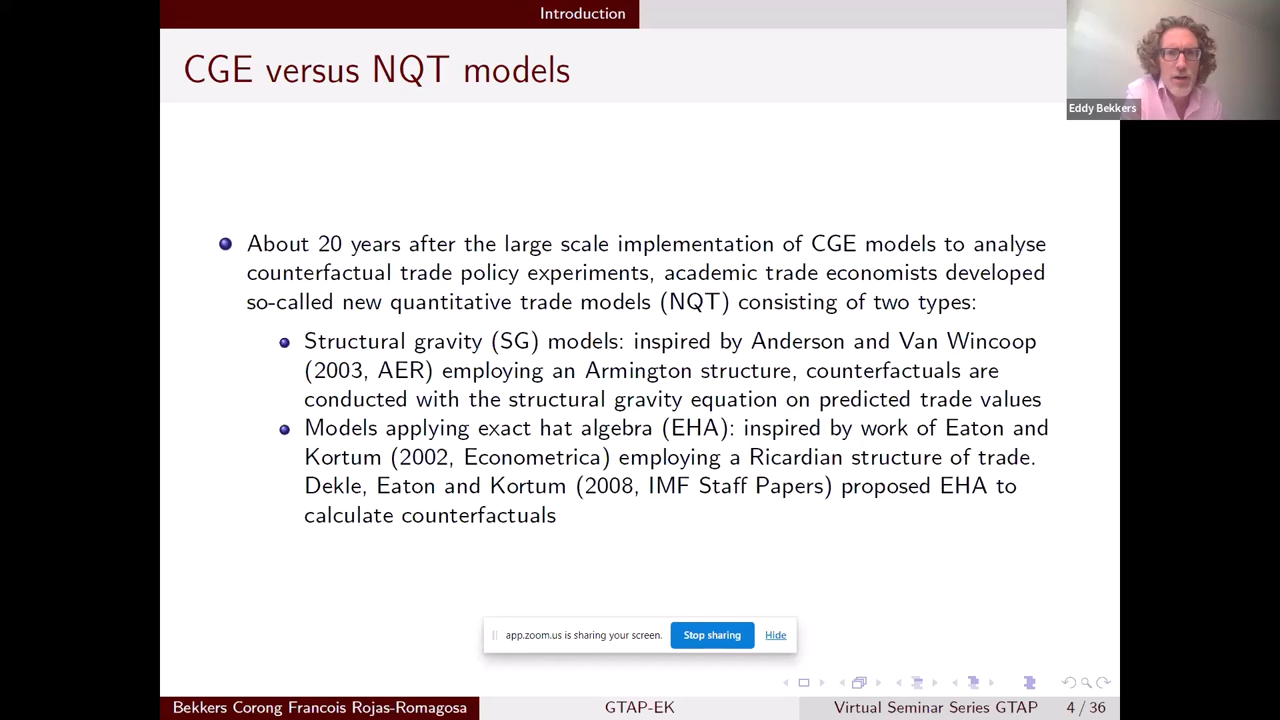 Introduction
CGE versus NQT models
Eddy Bekkers
About 20 years after the large scale implementation of CGE models to analyse
counterfactual trade policy experiments, academic trade economists developed
so-called new quantitative trade models (NQT) consisting of two types:
Structural gravity (SG) models: inspired by Anderson and Van Wincoop
(2003, AER) employing an Armington structure, counterfactuals are
conducted with the structural gravity equation on predicted trade values
Models applying exact hat algebra (EHA): inspired by work of Eaton and
Kortum (2002, Econometrica) employing a Ricardian structure of trade.
Dekle, Eaton and Kortum (2008, IMF Staff Papers) proposed EHA to
calculate counterfactuals
app.zoom.us is sharing your screen. Stop sharing Hide
Bekkers Corong Francois Rojas-Romagosa GTAP-EK Virtual Seminar Series GTAP 4 / 36